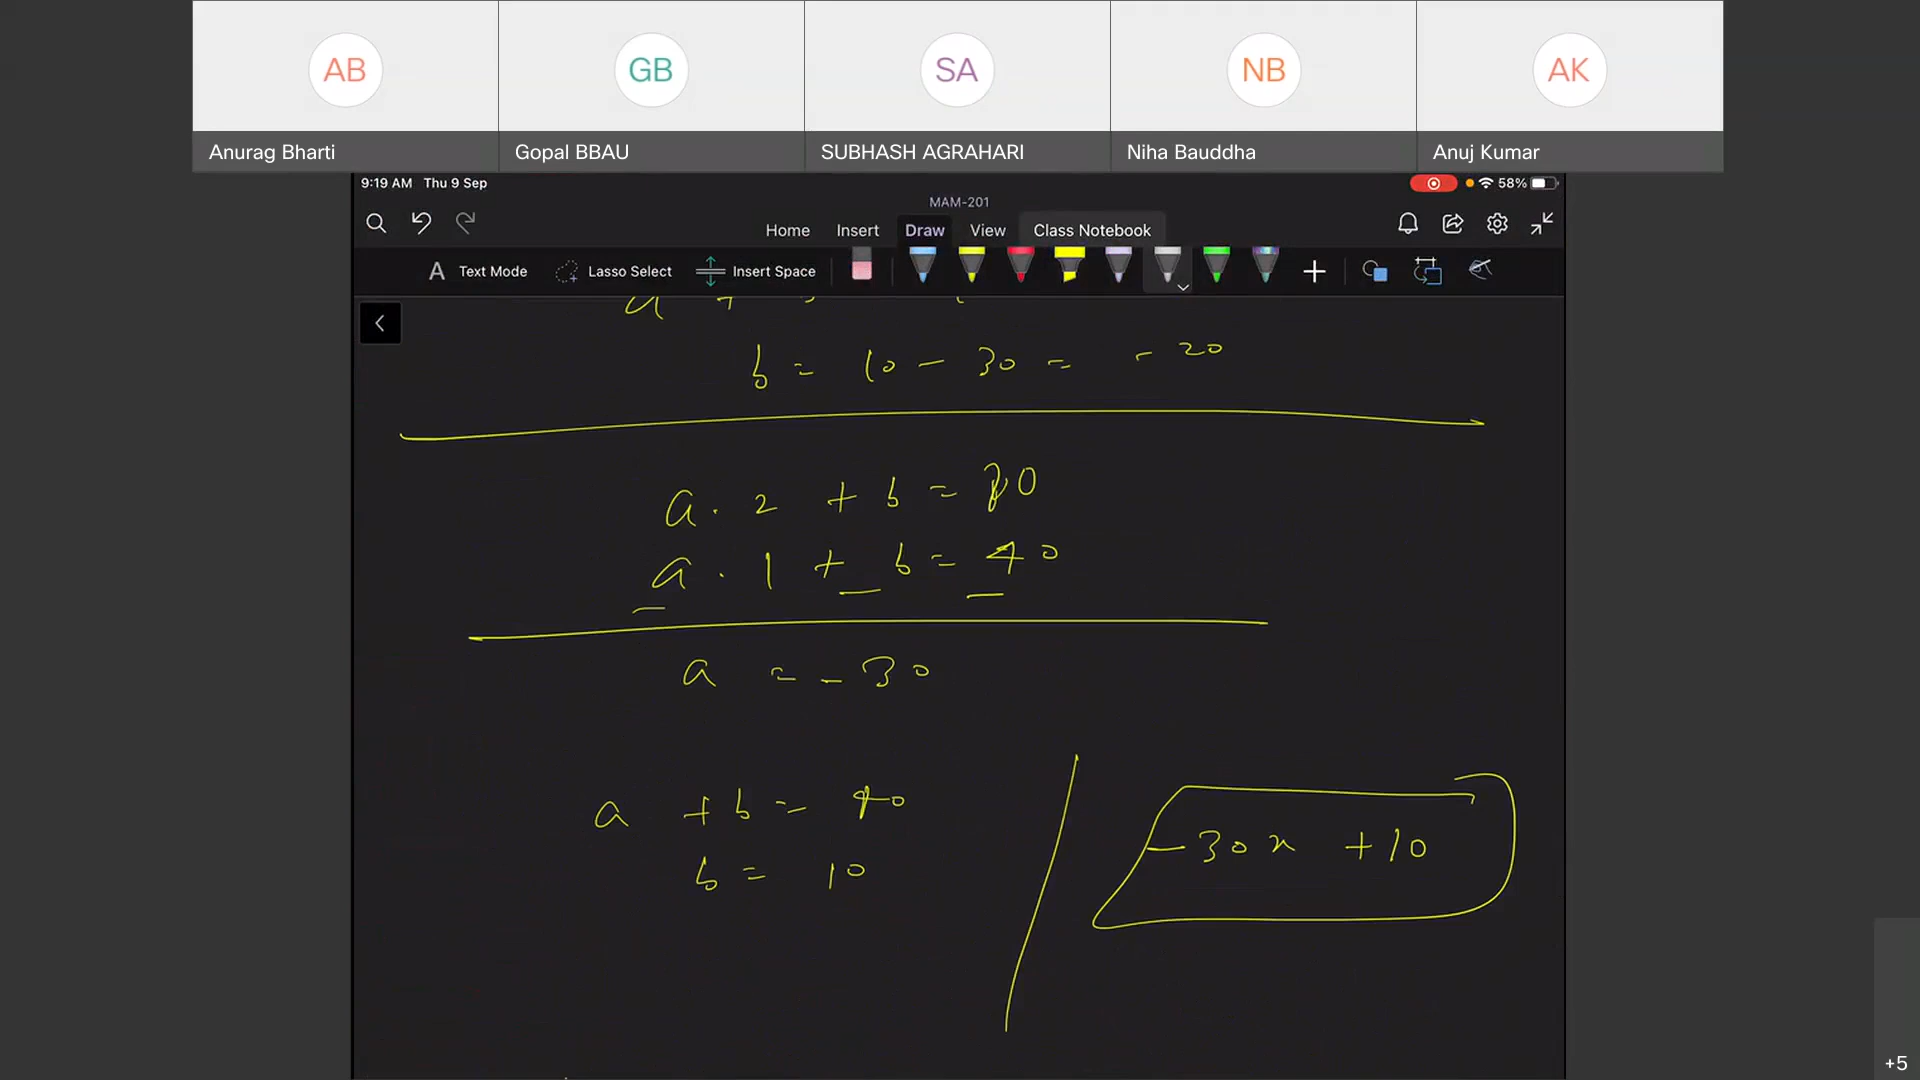 AB GB SA NB AK
Anurag Bharti Gopal BBAU SUBHASH AGRAHARI Niha Bauddha Anuj Kumar
9:19 AM Thu 9 Sep 58%
MAM-201
Home Insert Draw View Class Notebook
A Text Mode Lasso Select Insert Space
b = 10 - 30 = - 20
a . 2 + b =
a . 1 + b = 40
a = - 30
a + b = 40
b = 10
-30x + 10
+5